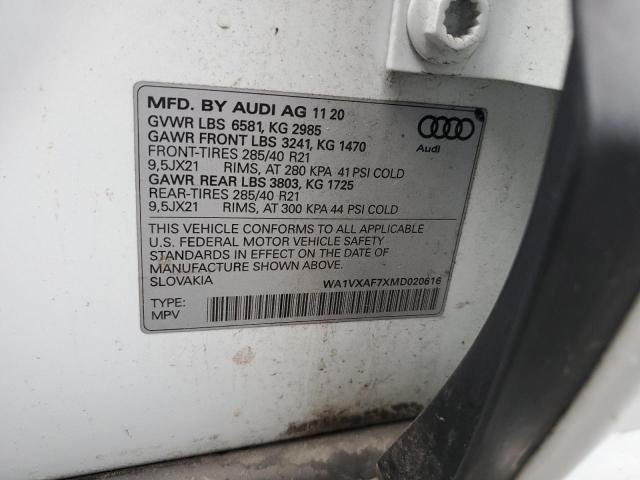 MFD. BY AUDI AG 11 20
GVWR LBS 6581, KG 2985
GAWR FRONT LBS 3241, KG 1470
FRONT-TIRES 285/40 R21
9,5JX21 RIMS, AT 280 KPA 41 PSI COLD
GAWR REAR LBS 3803, KG 1725
REAR-TIRES 285/40 R21
9,5JX21 RIMS, AT 300 KPA 44 PSI COLD
Audi
THIS VEHICLE CONFORMS TO ALL APPLICABLE
U.S. FEDERAL MOTOR VEHICLE SAFETY
STANDARDS IN EFFECT ON THE DATE OF
MANUFACTURE SHOWN ABOVE.
SLOVAKIA WA1VXAF7XMD020616
TYPE:
MPV